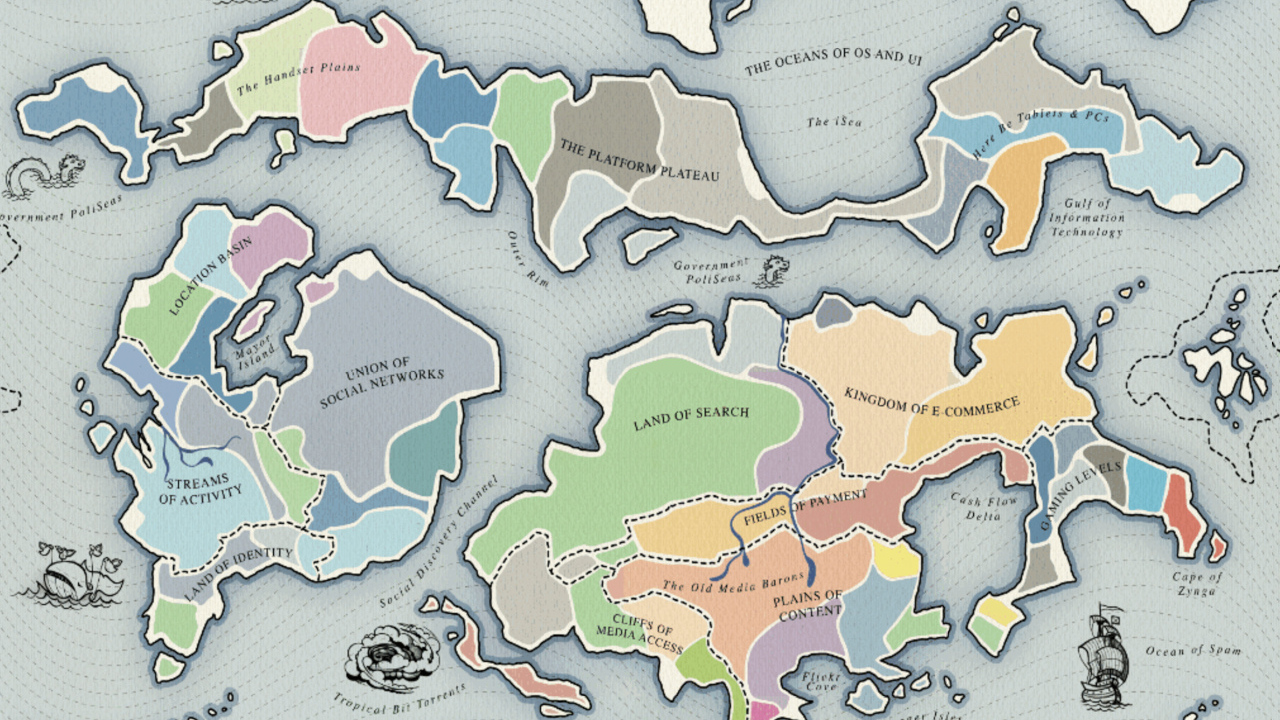 The Handset Plains
THE OCEANS OF OS AND UI
The iSea
Here Be Tablets & PCs
THE PLATFORM PLATEAU
Gulf of
Information
Technology
PoliSeas
Outer Rim
Government
PoliSeas
LOCATION BASIN
Mayor
Island
UNION OF
SOCIAL NETWORKS
LAND OF SEARCH
KINGDOM OF E-COMMERCE
STREAMS
OF ACTIVITY
FIELDS OF PAYMENT
Cash Flow
Delta
GAMING LEVELS
LAND OF IDENTITY
Social Discovery Channel
The Old Media Barons
PLAINS OF
CONTENT
CLIFFS OF
MEDIA ACCESS
Cape of
Zynga
Ocean of Spam
Tropical Bit Torrents
Flickr
Cove
Isles